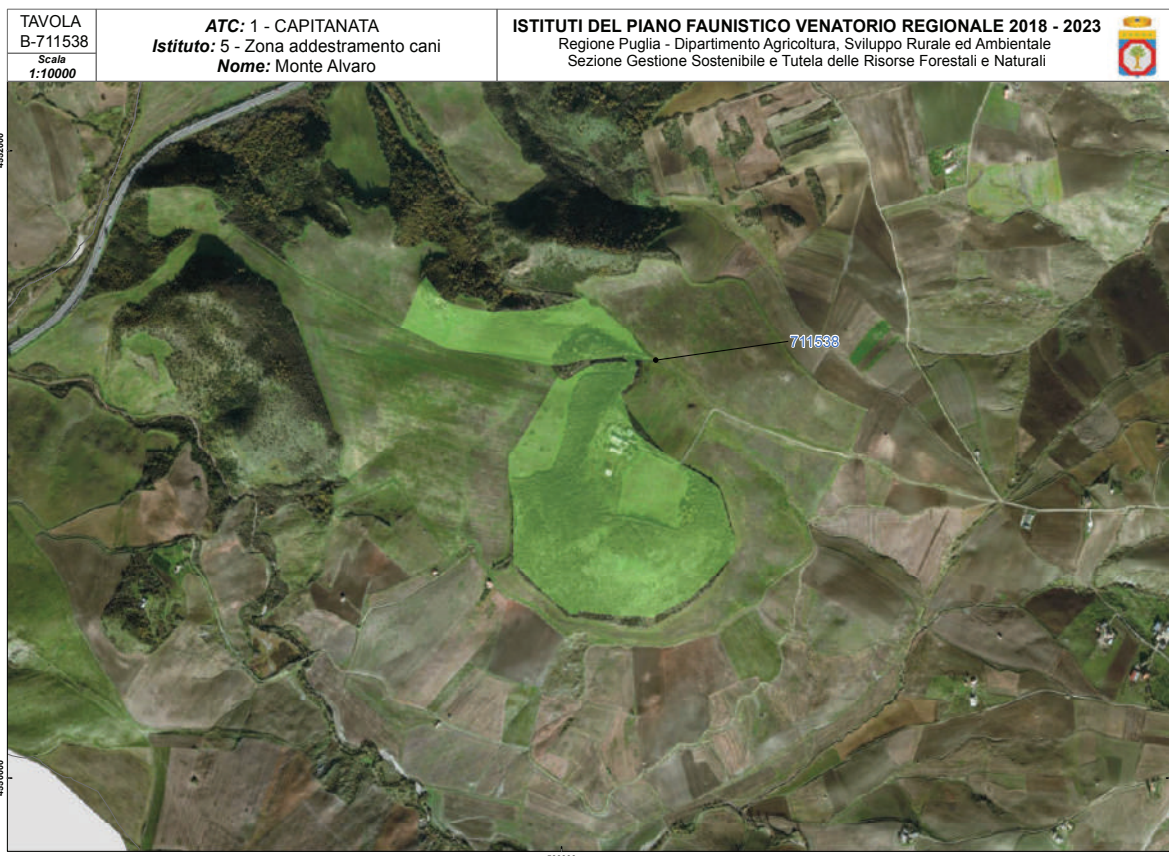 TAVOLA
B-711538
Scala
1:10000
ATC: 1 - CAPITANATA
Istituto: 5 - Zona addestramento cani
Nome: Monte Alvaro
ISTITUTI DEL PIANO FAUNISTICO VENATORIO REGIONALE 2018 - 2023
Regione Puglia - Dipartimento Agricoltura, Sviluppo Rurale ed Ambientale
Sezione Gestione Sostenibile e Tutela delle Risorse Forestali e Naturali
711538